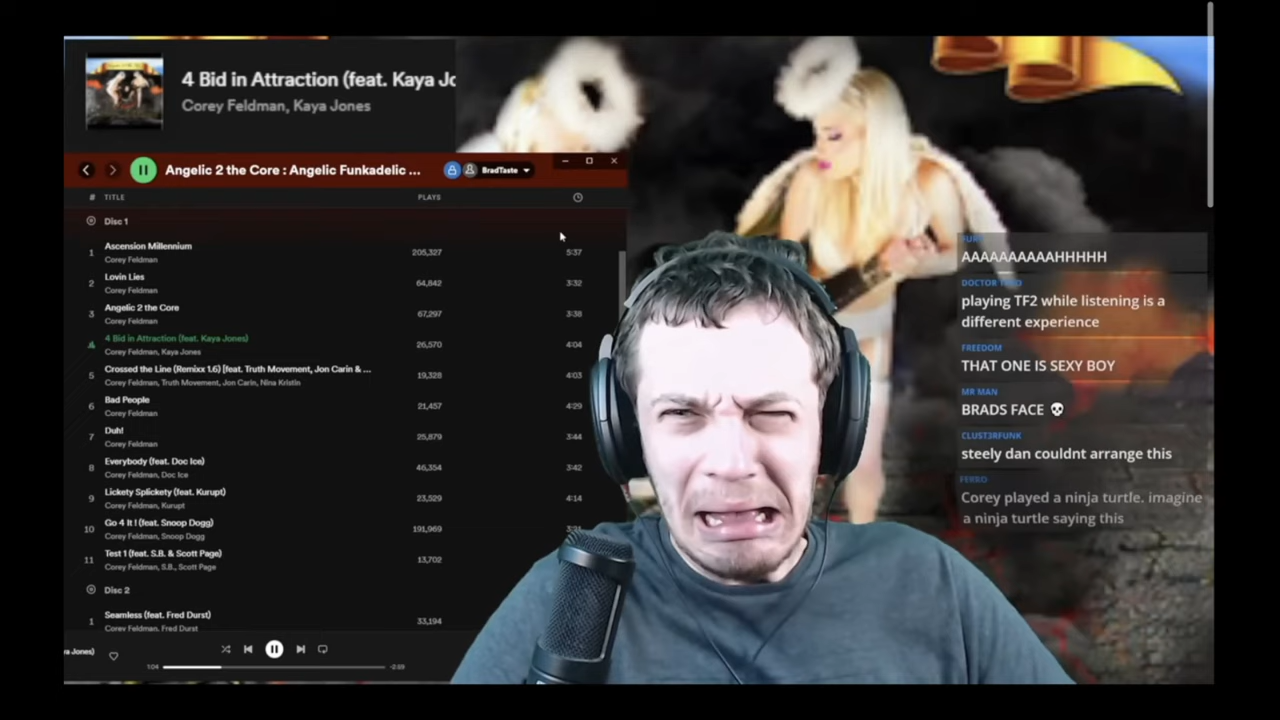 4 Bid in Attraction (feat. Kaya Jo
Corey Feldman, Kaya Jones
Angelic 2 the Core : Angelic Funkadelic ...
BradTaste
# TITLE PLAYS
Disc 1
1 Ascension Millennium 205,327 5:37
Corey Feldman
2 Lovin Lies 64,842 3:32
Corey Feldman
3 Angelic 2 the Core 67,297 3:38
Corey Feldman
4 Bid in Attraction (feat. Kaya Jones) 26,570 4:04
Corey Feldman, Kaya Jones
5 Crossed the Line (Remixx 1.6) [feat. Truth Movement, Jon Carin & ... 19,328 4:03
Corey Feldman, Truth Movement, Jon Carin, Nina Kristin
6 Bad People 21,457 4:29
Corey Feldman
7 Duh! 25,879 3:44
Corey Feldman
8 Everybody (feat. Doc Ice) 46,354 3:42
Corey Feldman, Doc Ice
9 Lickety Splickety (feat. Kurupt) 23,529 4:14
Corey Feldman, Kurupt
10 Go 4 It ! (feat. Snoop Dogg) 191,969
Corey Feldman, Snoop Dogg
11 Test 1 (feat. S.B. & Scott Page) 13,702
Corey Feldman, S.B., Scott Page
Disc 2
1 Seamless (feat. Fred Durst) 33,194
Corey Feldman, Fred Durst
ra Jones)
1:04 -2:59
AAAAAAAAAAHHHHH
DOCTOR
playing TF2 while listening is a
different experience
FREEDOM
THAT ONE IS SEXY BOY
MR MAN
BRADS FACE 💀
CLUST3RFUNK
steely dan couldnt arrange this
Corey played a ninja turtle. imagine
a ninja turtle saying this